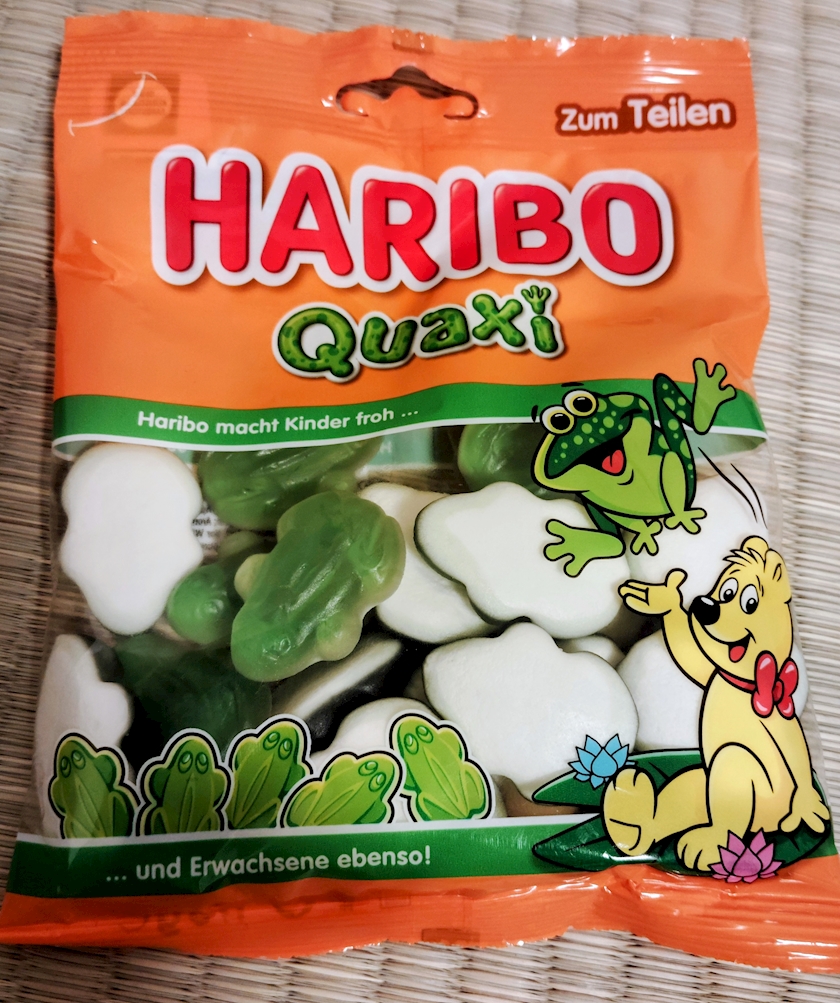 Zum Teilen
HARIBO
Quaxi
Haribo macht Kinder froh ...
... und Erwachsene ebenso!